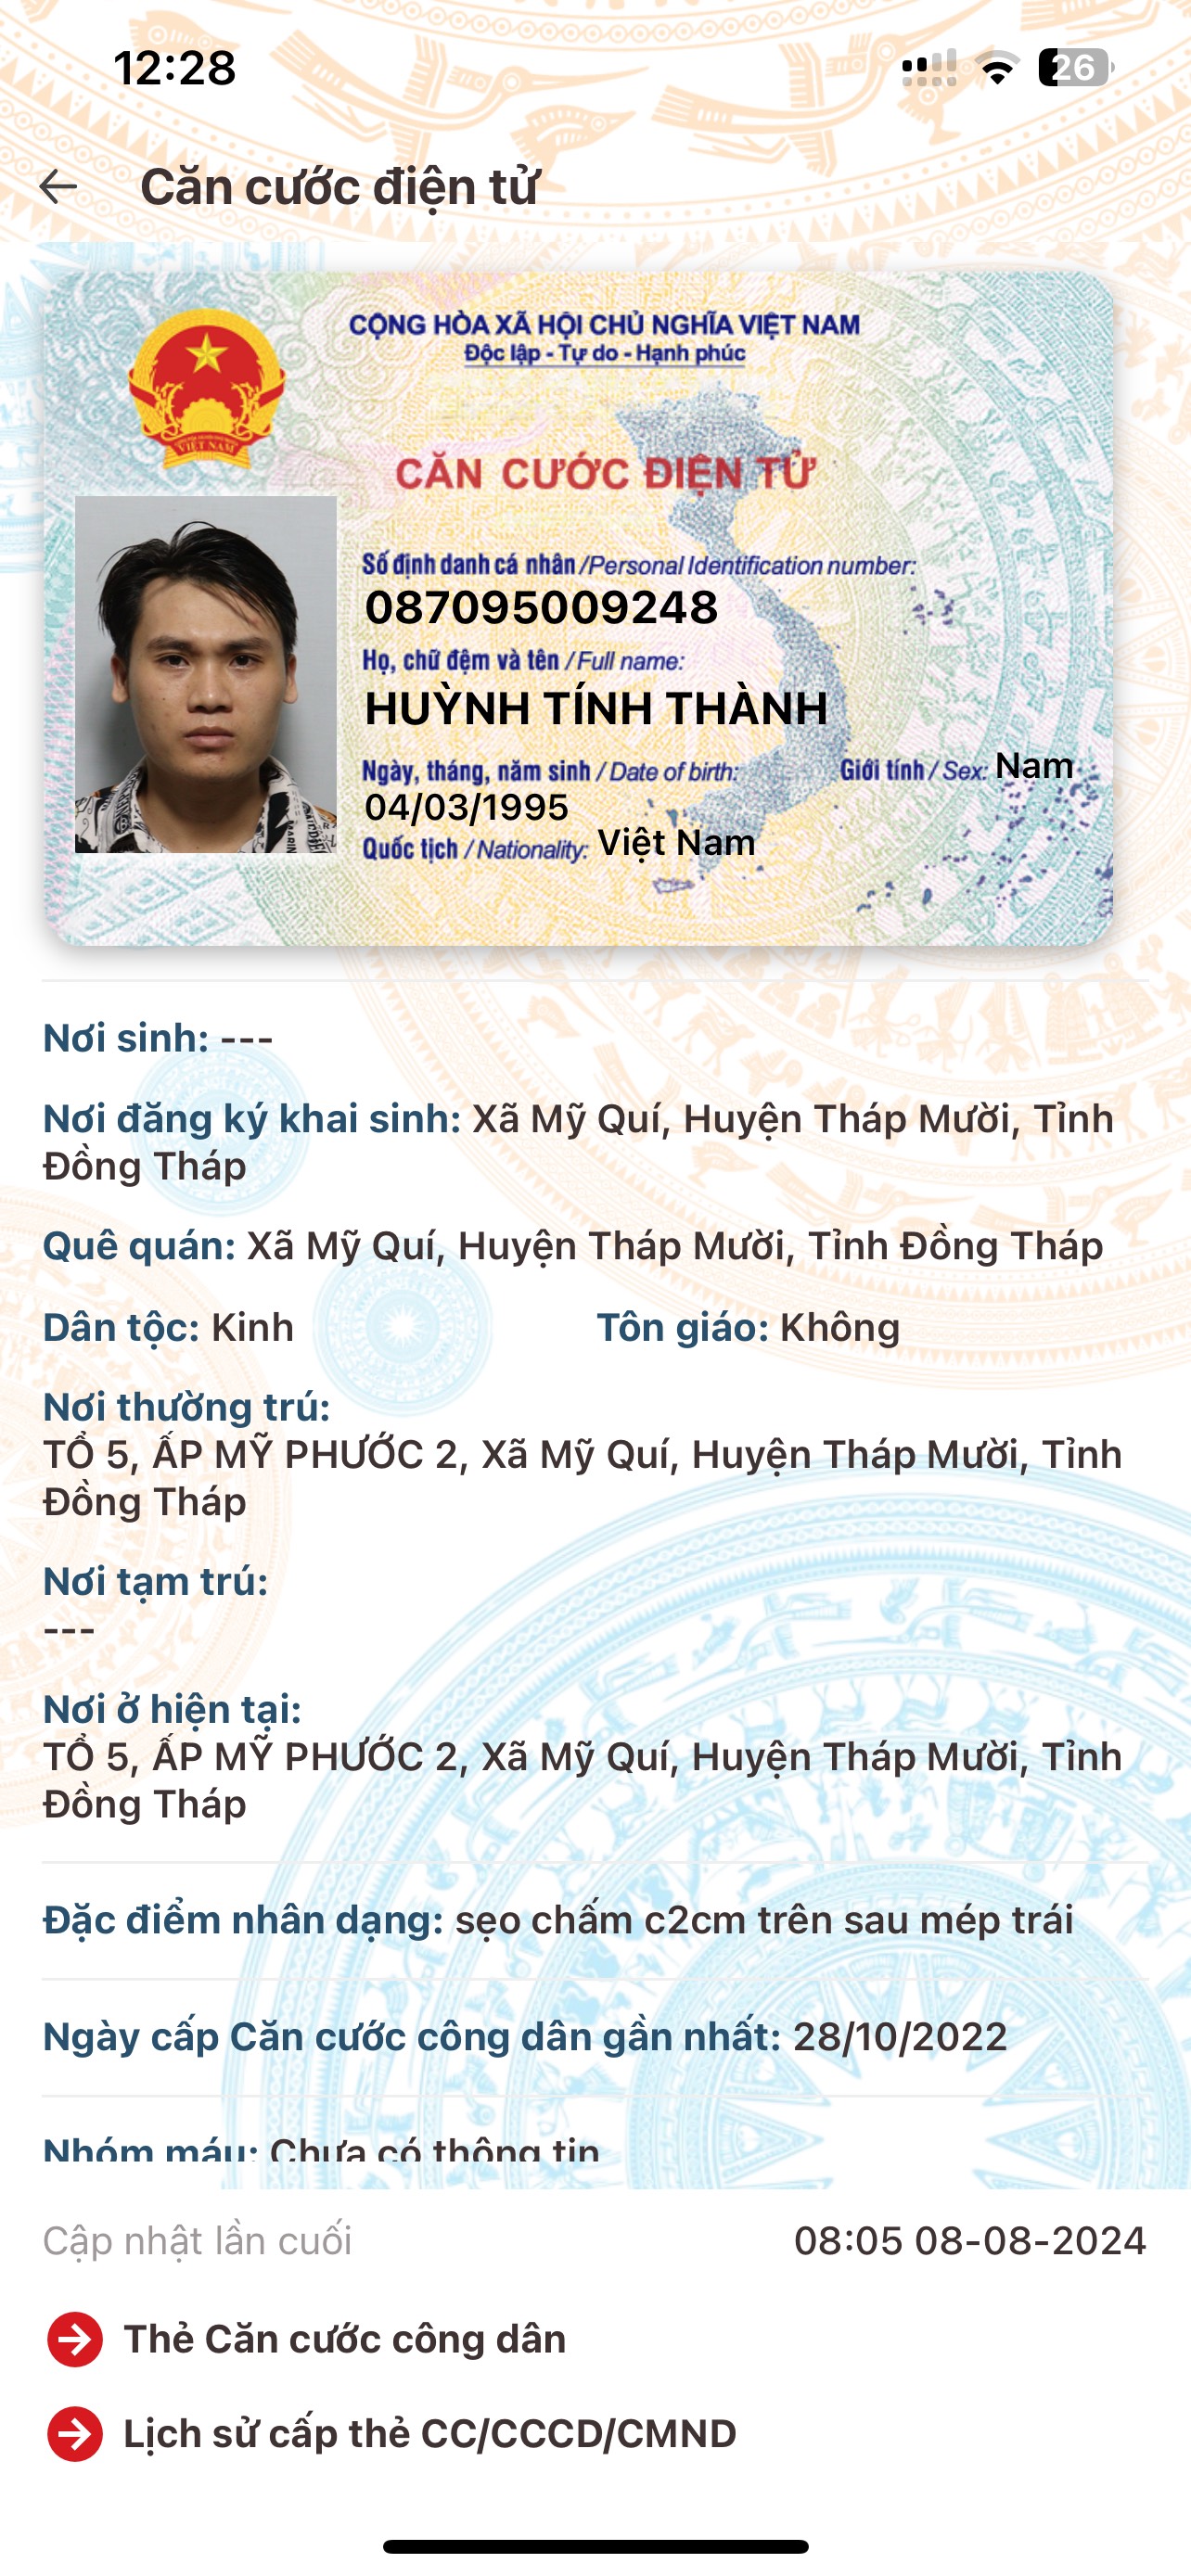 12:28
26
Căn cước điện tử
CỘNG HÒA XÃ HỘI CHỦ NGHĨA VIỆT NAM
Độc lập - Tự do - Hạnh phúc
VIỆT NAM
CĂN CƯỚC ĐIỆN TỬ
Số định danh cá nhân /Personal Identification number:
087095009248
Họ, chữ đệm và tên /Full name:
HUỲNH TÍNH THÀNH
Ngày, tháng, năm sinh / Date of birth: Giới tính / Sex: Nam
04/03/1995
Quốc tịch / Nationality: Việt Nam
Nơi sinh: ---
Nơi đăng ký khai sinh: Xã Mỹ Quí, Huyện Tháp Mười, Tỉnh
Đồng Tháp
Quê quán: Xã Mỹ Quí, Huyện Tháp Mười, Tỉnh Đồng Tháp
Dân tộc: Kinh Tôn giáo: Không
Nơi thường trú:
TỔ 5, ẤP MỸ PHƯỚC 2, Xã Mỹ Quí, Huyện Tháp Mười, Tỉnh
Đồng Tháp
Nơi tạm trú:
---
Nơi ở hiện tại:
TỔ 5, ẤP MỸ PHƯỚC 2, Xã Mỹ Quí, Huyện Tháp Mười, Tỉnh
Đồng Tháp
Đặc điểm nhân dạng: sẹo chấm c2cm trên sau mép trái
Ngày cấp Căn cước công dân gần nhất: 28/10/2022
Nhóm máu: Chưa có thông tin
Cập nhật lần cuối 08:05 08-08-2024
Thẻ Căn cước công dân
Lịch sử cấp thẻ CC/CCCD/CMND